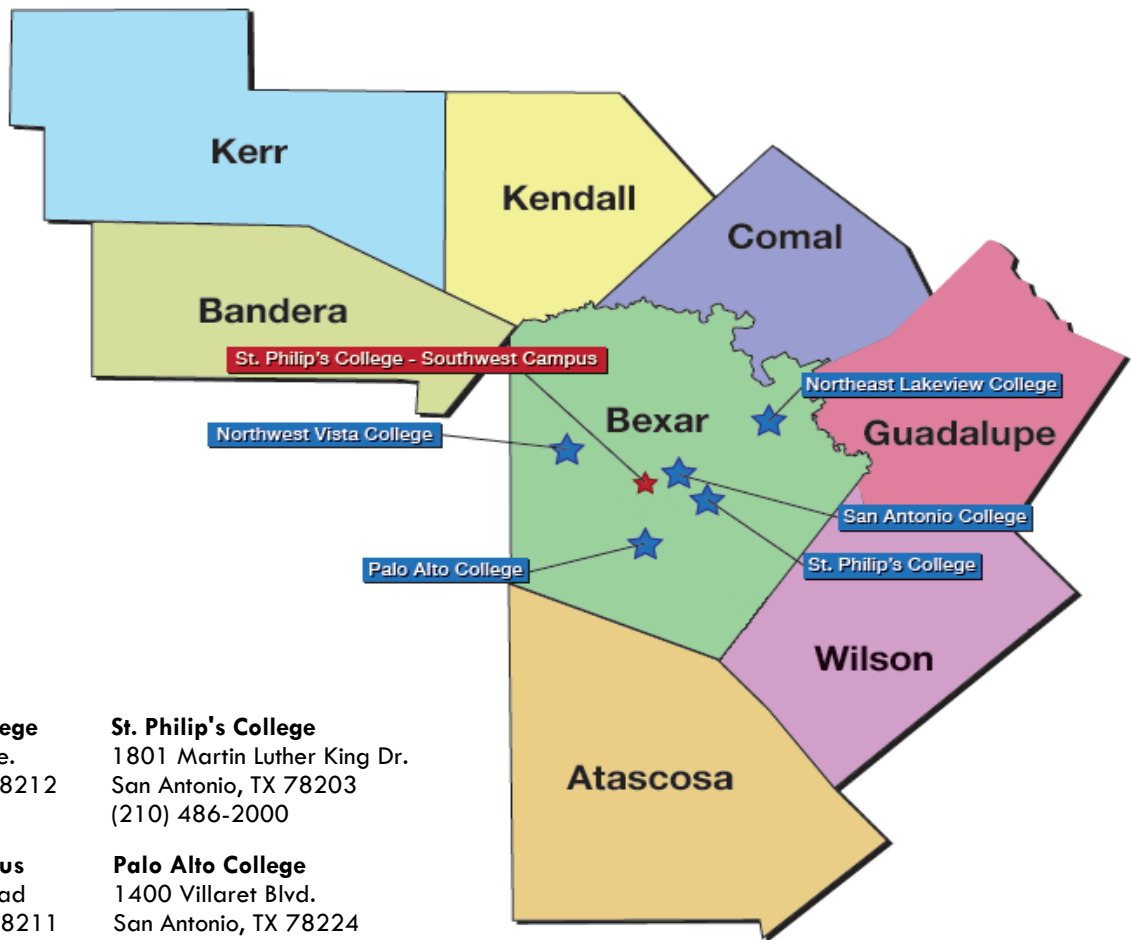 Kerr
Kendall
Comal
Bandera
St. Philip's College - Southwest Campus
Northeast Lakeview College
Bexar
Guadalupe
Northwest Vista College
San Antonio College
Palo Alto College
St. Philip's College
Wilson
Atascosa
ege
e.
8212
St. Philip's College
1801 Martin Luther King Dr.
San Antonio, TX 78203
(210) 486-2000
us
ad
8211
Palo Alto College
1400 Villaret Blvd.
San Antonio, TX 78224